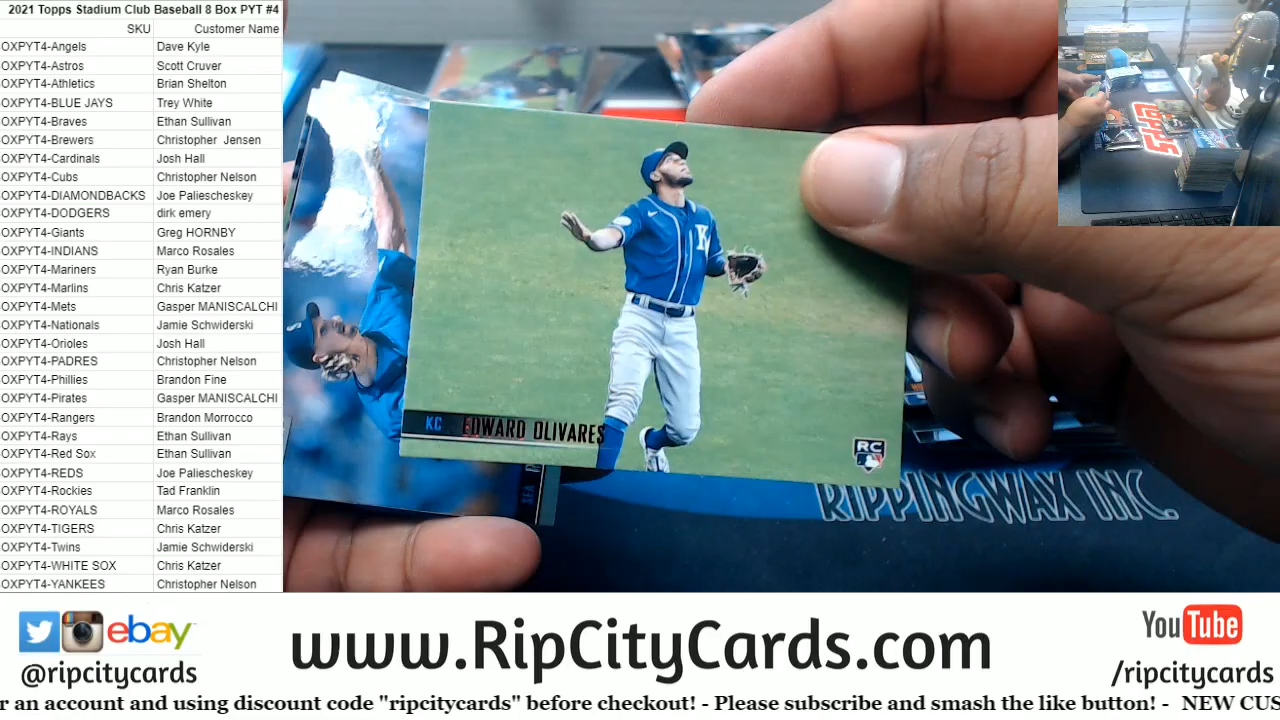 2021 Topps Stadium Club Baseball 8 Box PYT #4
SKU Customer Name
OXPYT4-Angels Dave Kyle
OXPYT4-Astros Scott Cruver
OXPYT4-Athletics Brian Shelton
OXPYT4-BLUE JAYS Trey White
OXPYT4-Braves Ethan Sullivan
OXPYT4-Brewers Christopher Jensen
OXPYT4-Cardinals Josh Hall
OXPYT4-Cubs Christopher Nelson
OXPYT4-DIAMONDBACKS Joe Paliescheskey
OXPYT4-DODGERS dirk emery
OXPYT4-Giants Greg HORNBY
OXPYT4-INDIANS Marco Rosales
OXPYT4-Mariners Ryan Burke
OXPYT4-Marlins Chris Katzer
OXPYT4-Mets Gasper MANISCALCHI
OXPYT4-Nationals Jamie Schwiderski
OXPYT4-Orioles Josh Hall
OXPYT4-PADRES Christopher Nelson
OXPYT4-Phillies Brandon Fine
OXPYT4-Pirates Gasper MANISCALCHI
OXPYT4-Rangers Brandon Morrocco
OXPYT4-Rays Ethan Sullivan
OXPYT4-Red Sox Ethan Sullivan
OXPYT4-REDS Joe Paliescheskey
OXPYT4-Rockies Tad Franklin
OXPYT4-ROYALS Marco Rosales
OXPYT4-TIGERS Chris Katzer
OXPYT4-Twins Jamie Schwiderski
OXPYT4-WHITE SOX Chris Katzer
OXPYT4-YANKEES Christopher Nelson
K
KC EDWARD OLIVARES
RC
SEA
RIPPINGWAX INC.
ebay
@ripcitycards
www.RipCityCards.com
YouTube
/ripcitycards
r an account and using discount code "ripcitycards" before checkout! - Please subscribe and smash the like button! - NEW CUS